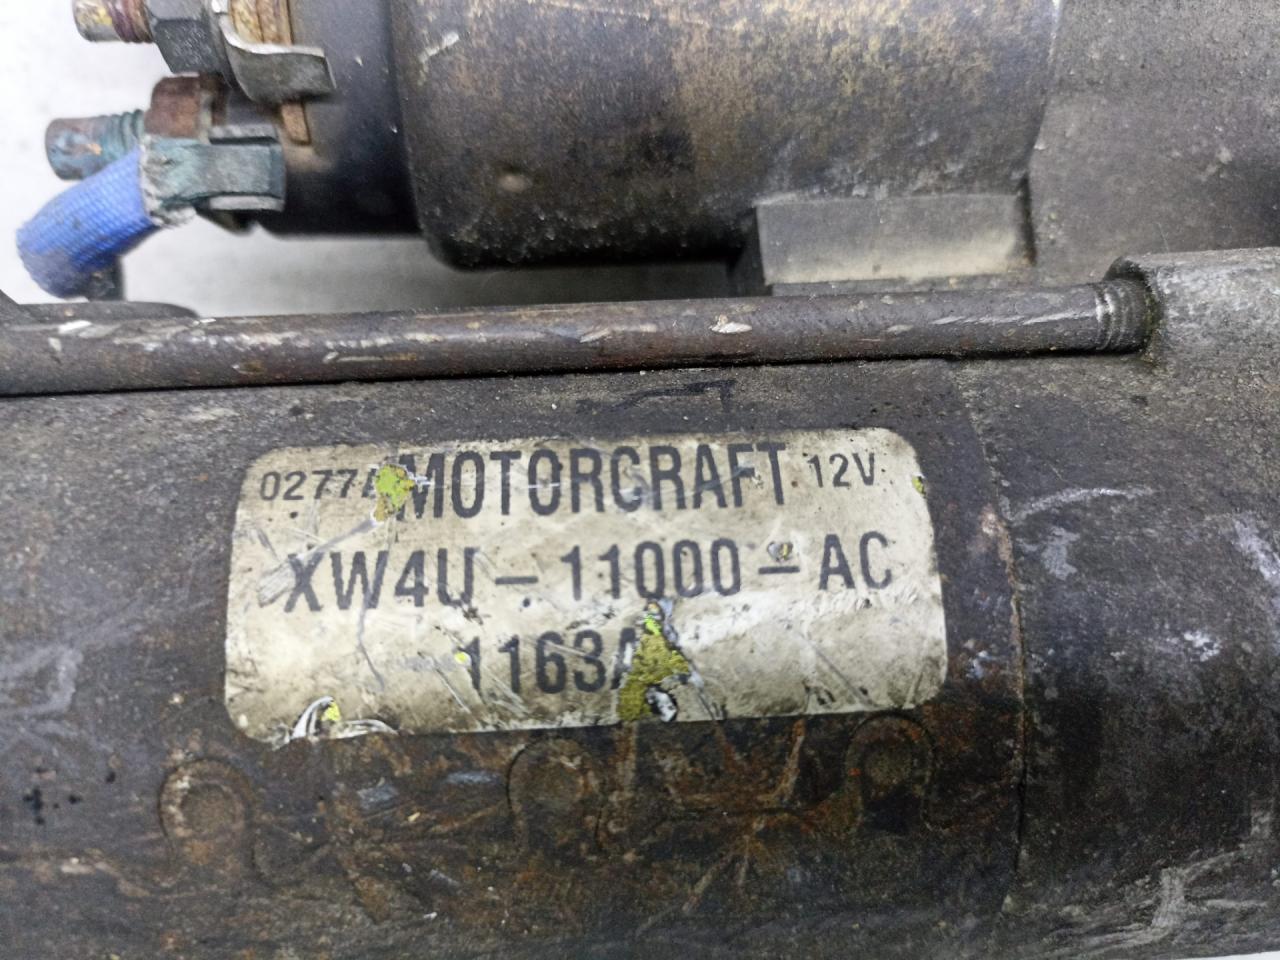 0277A MOTORCRAFT 12V
XW4U-11000-AC
1163A